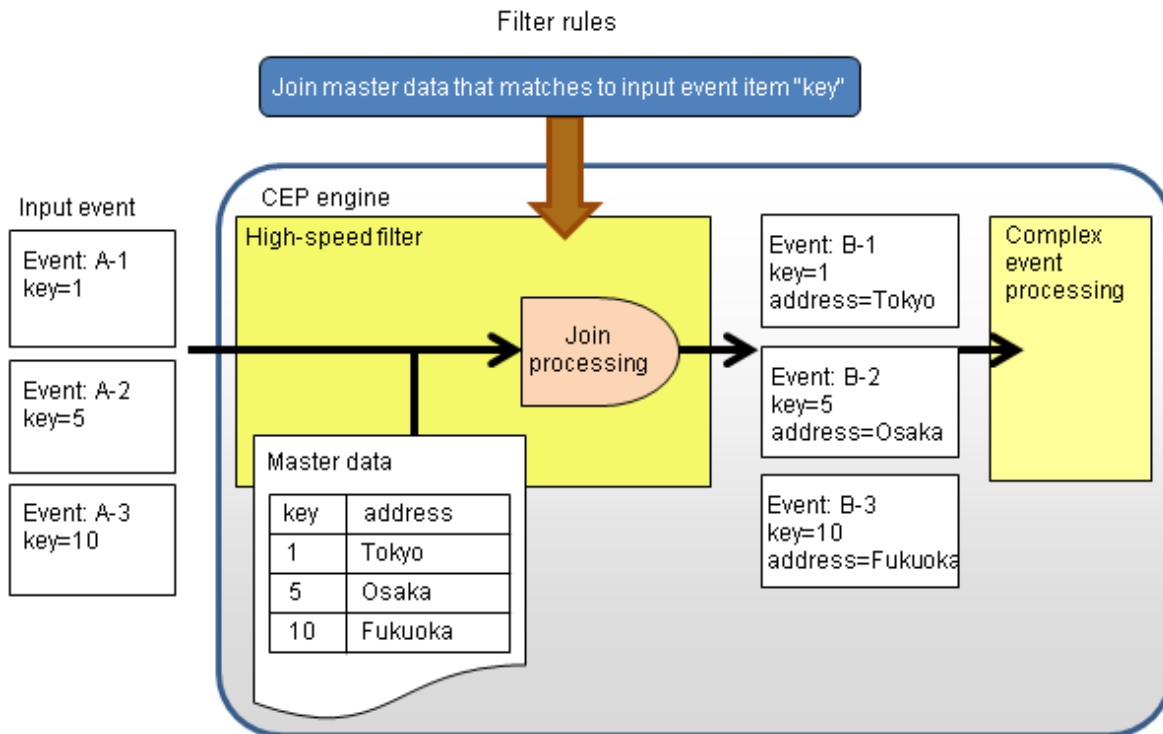 Filter rules
Join master data that matches to input event item "key"
CEP engine
Input event
High-speed filter
Event: A-1
key=1
Event: A-2
key=5
Event: A-3
key=10
Join
processing
Master data
key address
1 Tokyo
5 Osaka
10 Fukuoka
Event: B-1
key=1
address=Tokyo
Event: B-2
key=5
address=Osaka
Event: B-3
key=10
address=Fukuoka
Complex
event
processing